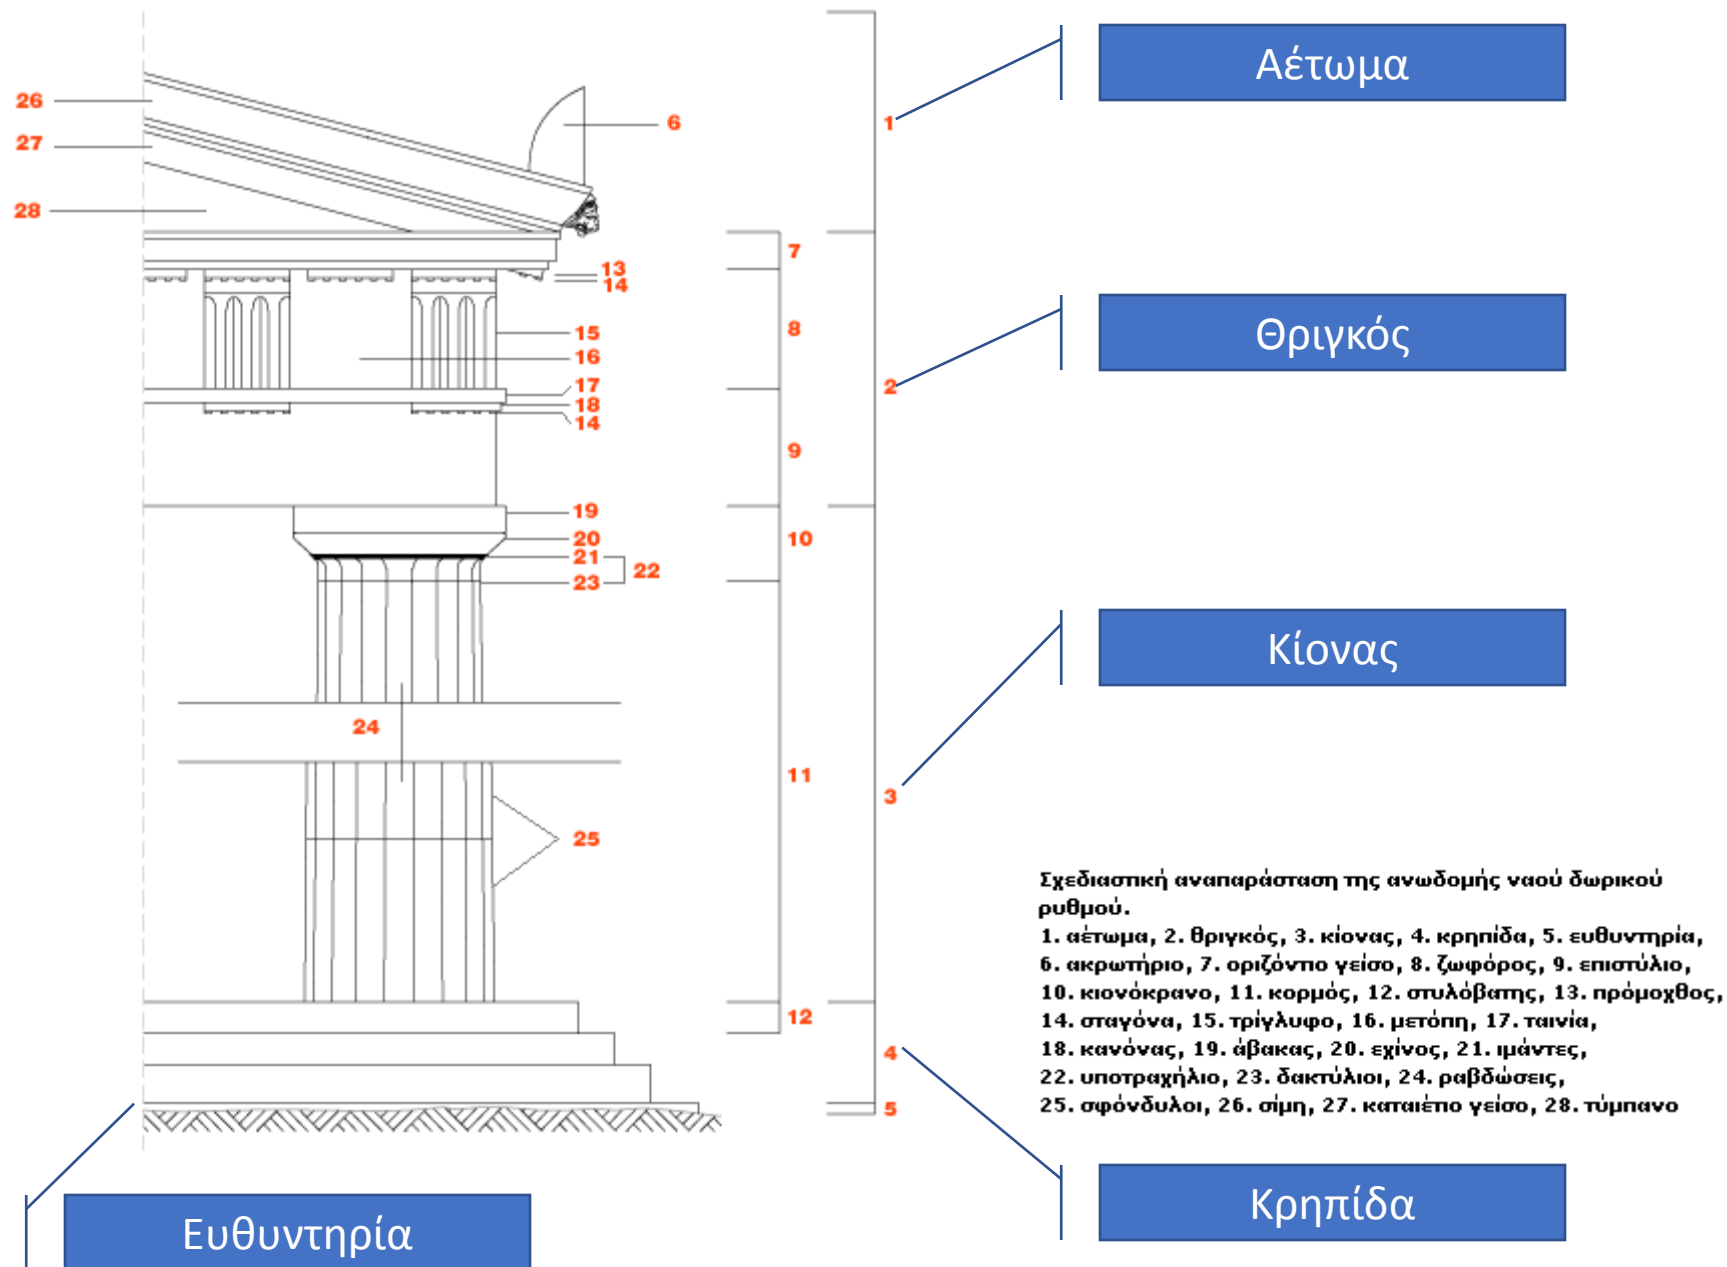 Αέτωμα
26
6
1
27
28
7
13
14
Θριγκός
8
15
16
17
2
18
14
9
19
10
20
21
22
23
Κίονας
24
11
3
25
Σχεδιαστική αναπαράσταση της ανωδομής ναού δωρικού
ρυθμού.
1. αέτωμα, 2. θριγκός, 3. κίονας, 4. κρηπίδα, 5. ευθυντηρία,
6. ακρωτήριο, 7. οριζόντιο γείσο, 8. ζωφόρος, 9. επιστύλιο,
10. κιονόκρανο, 11. κορμός, 12. στυλόβατης, 13. πρόμοχθος,
14. σταγόνα, 15. τρίγλυφο, 16. μετόπη, 17. ταινία,
18. κανόνας, 19. άβακας, 20. εχίνος, 21. ιμάντες,
22. υποτραχήλιο, 23. δακτύλιοι, 24. ραβδώσεις,
25. σφόνδυλοι, 26. σίμη, 27. καταιέτιο γείσο, 28. τύμπανο
12
4
5
Κρηπίδα
Ευθυντηρία